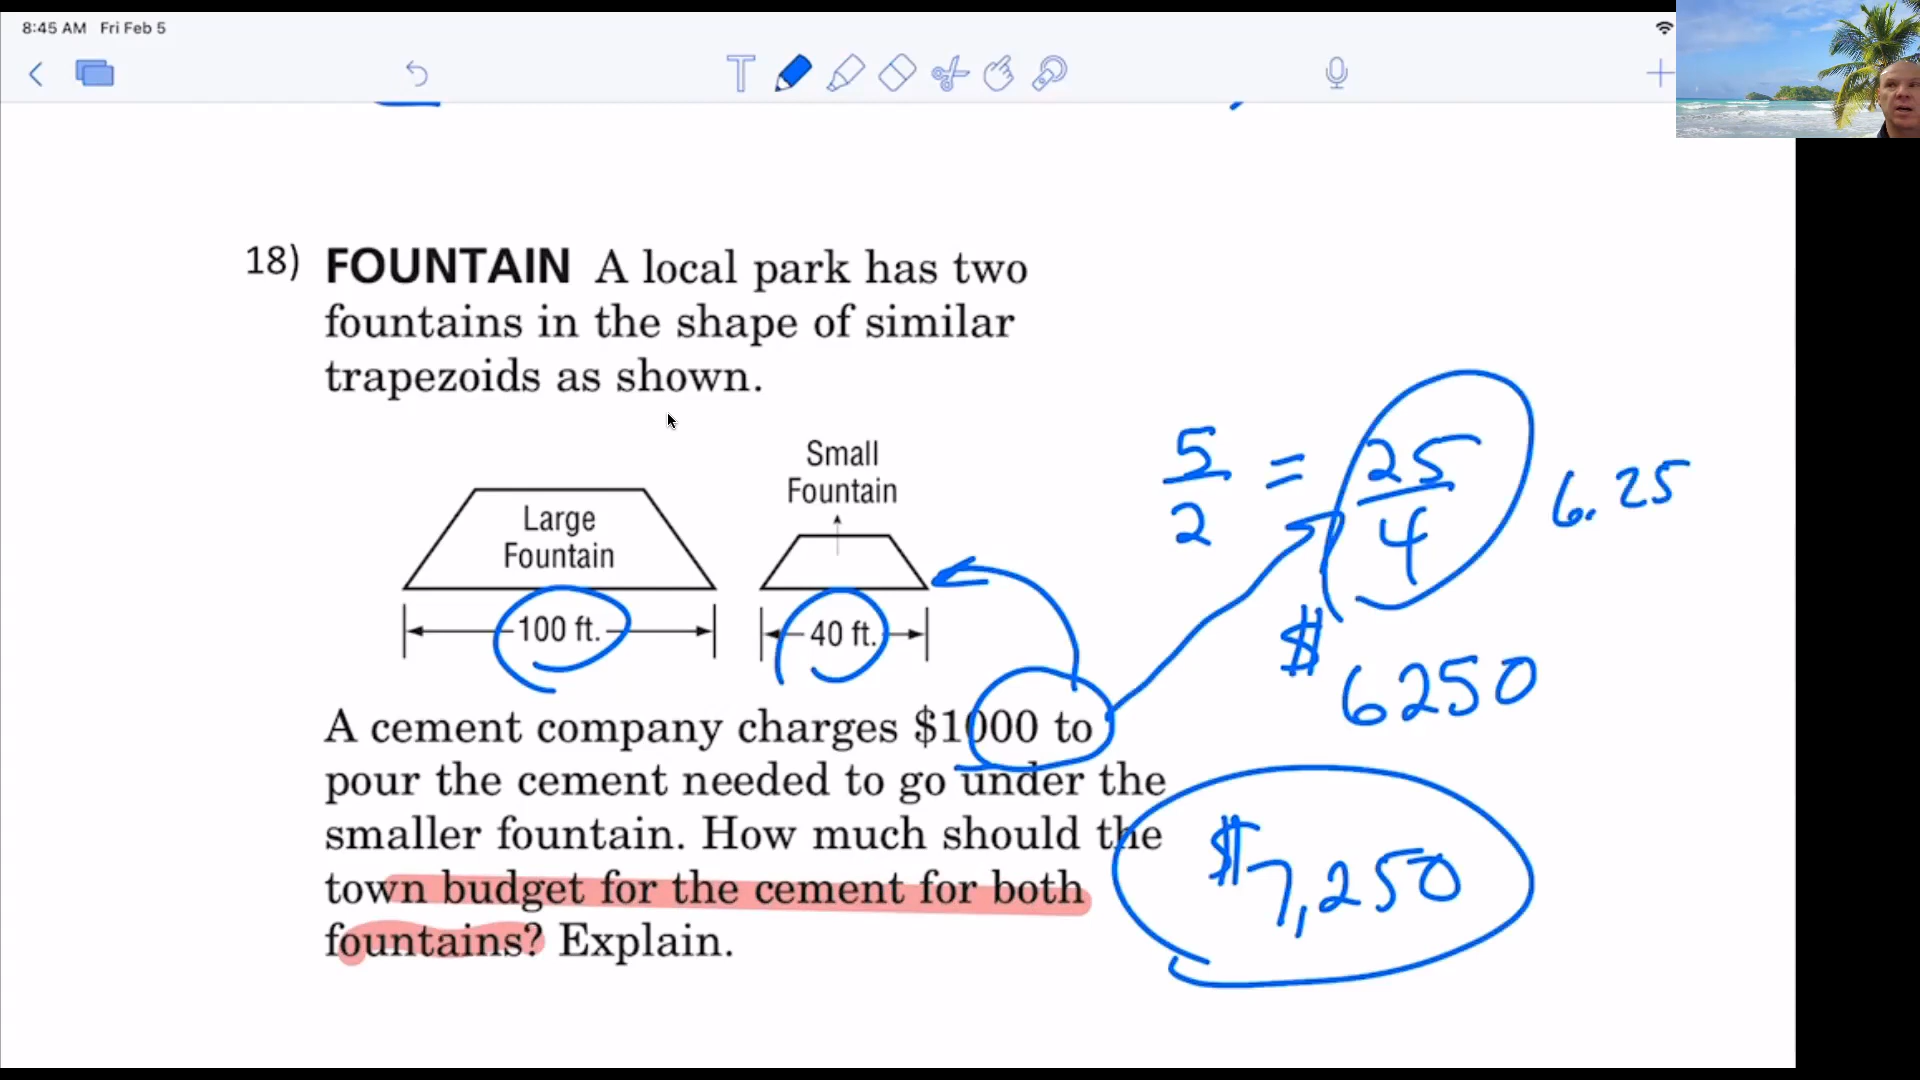 8:45 AM Fri Feb 5
T
18) FOUNTAIN A local park has two
fountains in the shape of similar
trapezoids as shown.
Small
Fountain
Large
Fountain
100 ft.
40 ft.
5/2 = 25/4 6.25
$ 6250
A cement company charges $1000 to
pour the cement needed to go under the
smaller fountain. How much should the
town budget for the cement for both
fountains? Explain.
$7,250